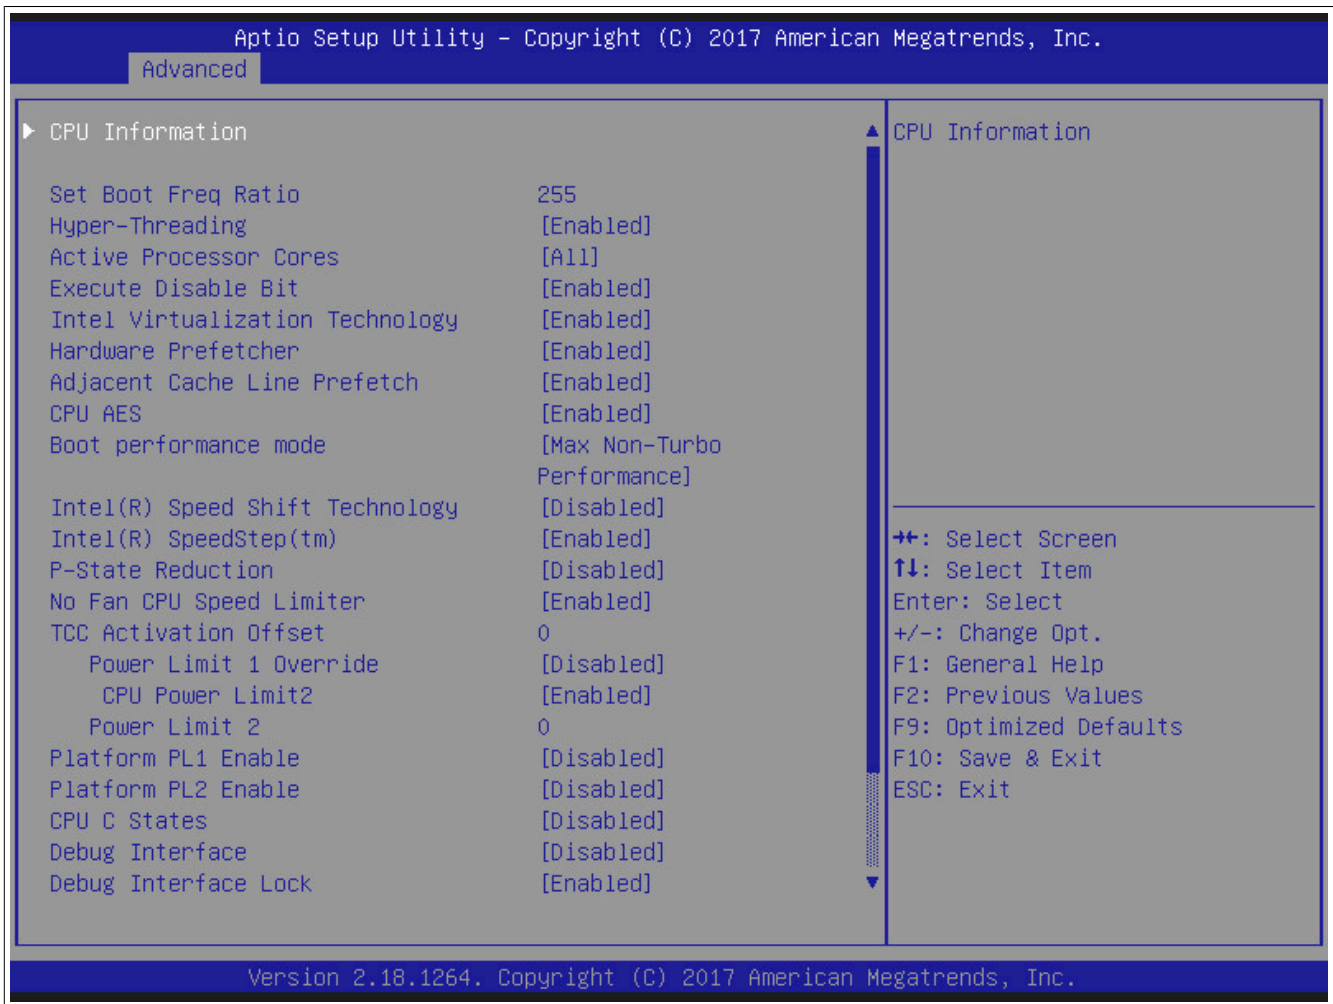 Aptio Setup Utility – Copyright (C) 2017 American Megatrends, Inc.
Advanced
▶ CPU Information
Set Boot Freq Ratio 255
Hyper-Threading [Enabled]
Active Processor Cores [All]
Execute Disable Bit [Enabled]
Intel Virtualization Technology [Enabled]
Hardware Prefetcher [Enabled]
Adjacent Cache Line Prefetch [Enabled]
CPU AES [Enabled]
Boot performance mode [Max Non-Turbo
Performance]
Intel(R) Speed Shift Technology [Disabled]
Intel(R) SpeedStep(tm) [Enabled]
P-State Reduction [Disabled]
No Fan CPU Speed Limiter [Enabled]
TCC Activation Offset 0
Power Limit 1 Override [Disabled]
CPU Power Limit2 [Enabled]
Power Limit 2 0
Platform PL1 Enable [Disabled]
Platform PL2 Enable [Disabled]
CPU C States [Disabled]
Debug Interface [Disabled]
Debug Interface Lock [Enabled]
CPU Information
→←: Select Screen
↑↓: Select Item
Enter: Select
+/-: Change Opt.
F1: General Help
F2: Previous Values
F9: Optimized Defaults
F10: Save & Exit
ESC: Exit
Version 2.18.1264. Copyright (C) 2017 American Megatrends, Inc.